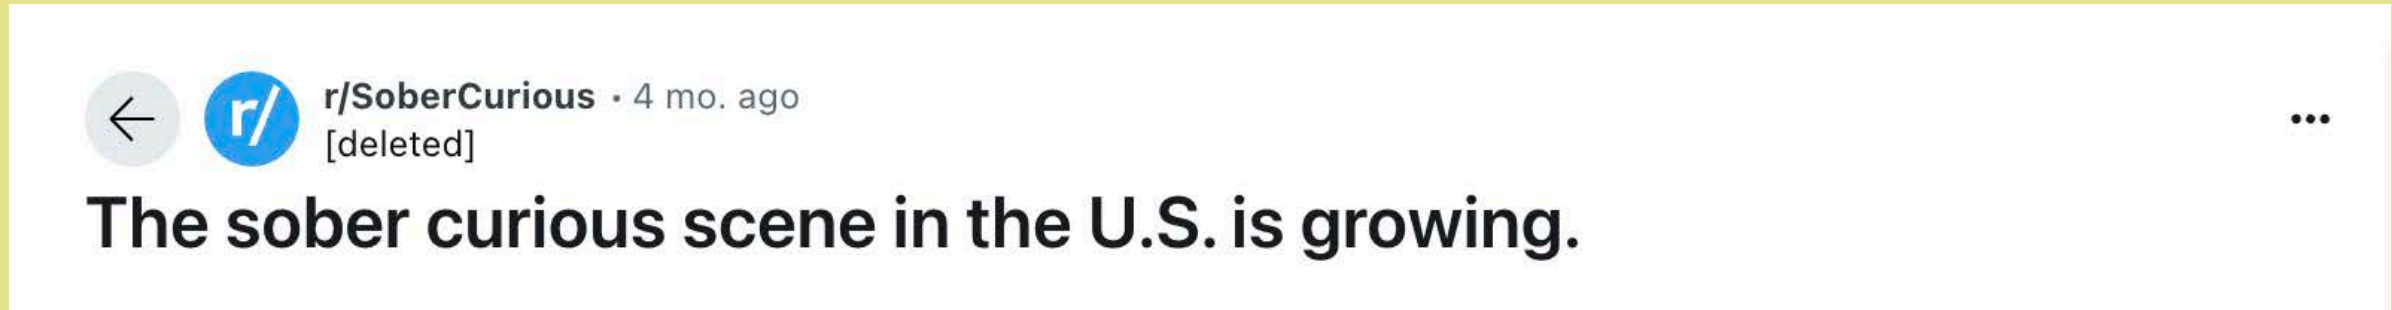 r/
r/SoberCurious • 4 mo. ago
[deleted]
The sober curious scene in the U.S. is growing.